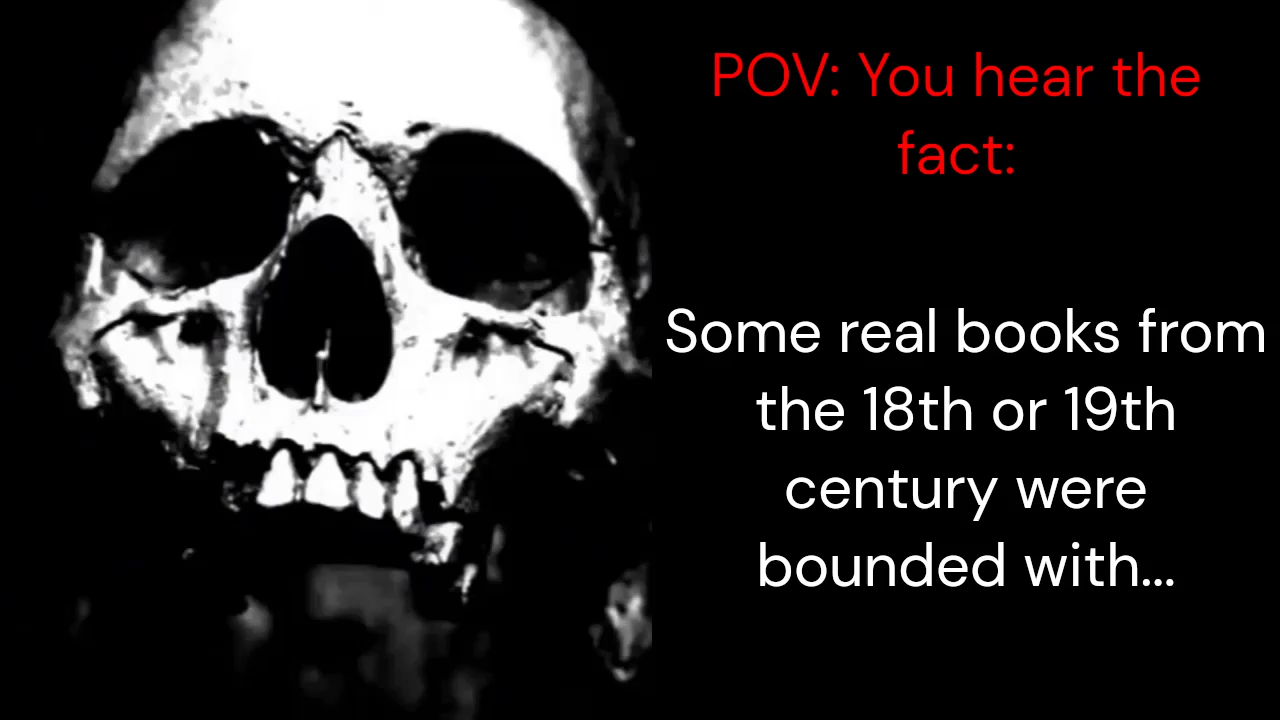 POV: You hear the
fact:
Some real books from
the 18th or 19th
century were
bounded with...